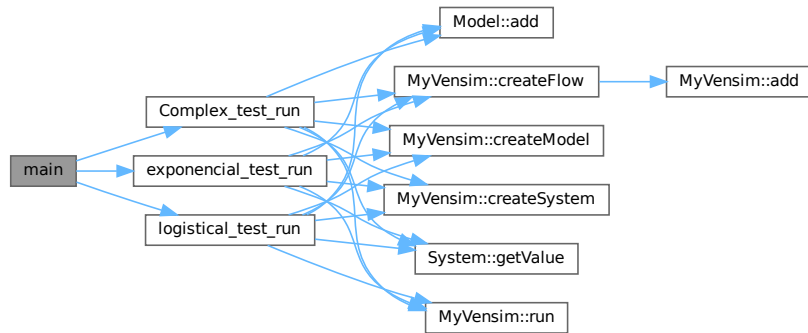 main
Complex_test_run
exponencial_test_run
logistical_test_run
Model::add
MyVensim::createFlow
MyVensim::createModel
MyVensim::createSystem
System::getValue
MyVensim::run
MyVensim::add